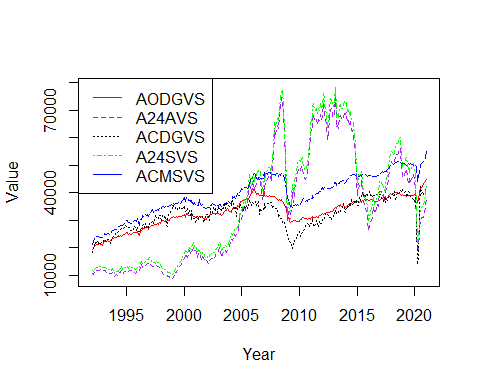 AODGVS
A24AVS
ACDGVS
A24SVS
ACMSVS
Value
10000 40000 70000
1995 2000 2005 2010 2015 2020
Year